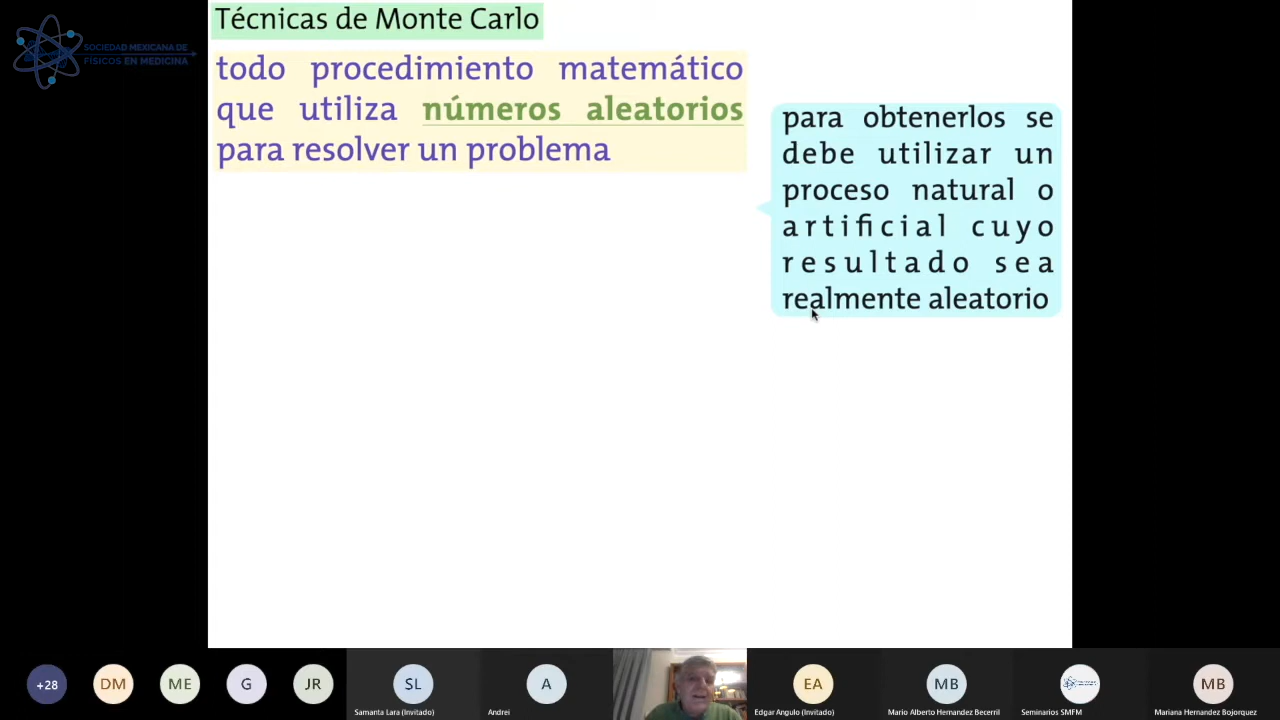 Técnicas de Monte Carlo
SOCIEDAD MEXICANA DE
FÍSICOS EN MEDICINA
todo procedimiento matemático
que utiliza números aleatorios
para resolver un problema
para obtenerlos se
debe utilizar un
proceso natural o
artificial cuyo
resultado sea
realmente aleatorio
+28
DM
ME
G
JR
SL
A
EA
MB
MB
Samanta Lara (Invitado)
Andrei
Edgar Angulo (Invitado)
Mario Alberto Hernandez Becerril
Seminarios SMFM
Mariana Hernandez Bojorquez